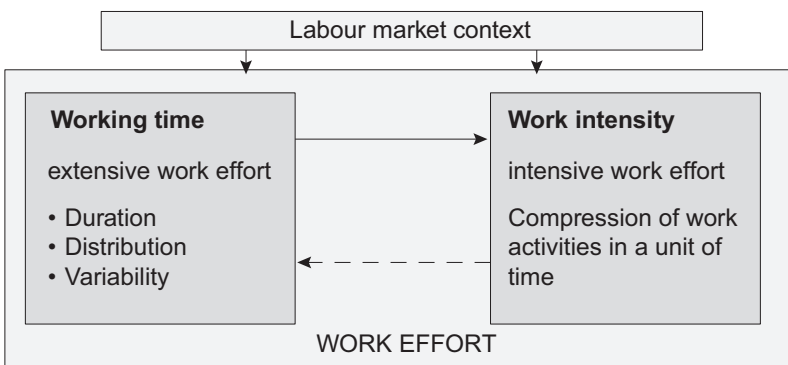 Labour market context
Working time
extensive work effort
• Duration
• Distribution
• Variability
Work intensity
intensive work effort
Compression of work
activities in a unit of
time
WORK EFFORT